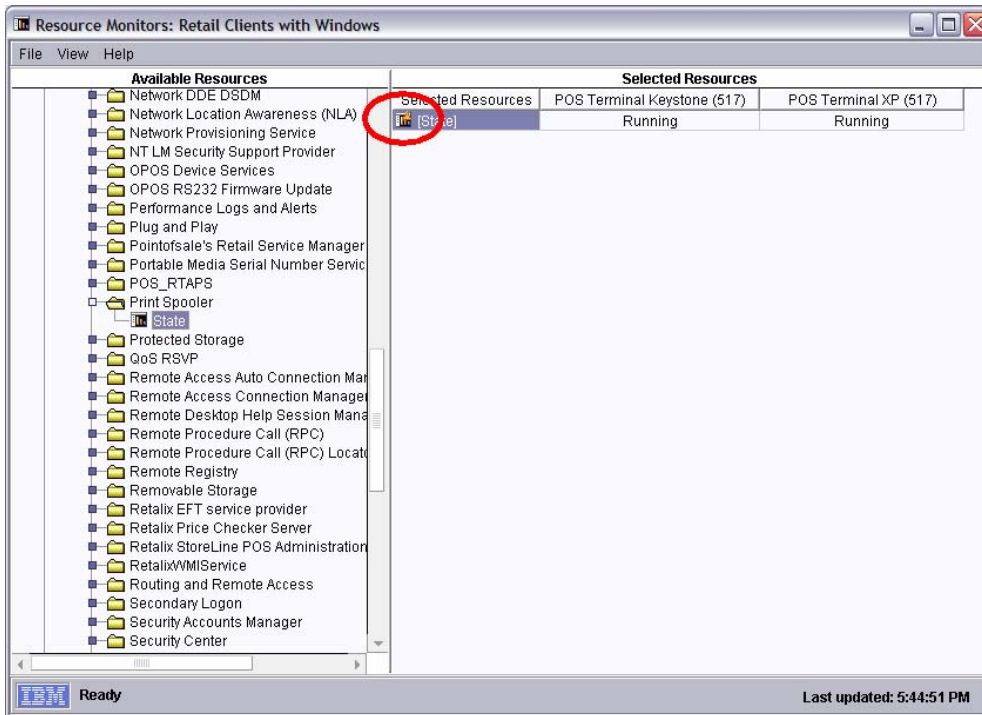 Resource Monitors: Retail Clients with Windows
File View Help
Available Resources
Network DDE DSDM
Network Location Awareness (NLA)
Network Provisioning Service
NT LM Security Support Provider
OPOS Device Services
OPOS RS232 Firmware Update
Performance Logs and Alerts
Plug and Play
Pointofsale's Retail Service Manager
Portable Media Serial Number Servic
POS_RTAPS
Print Spooler
State
Protected Storage
QoS RSVP
Remote Access Auto Connection Man
Remote Access Connection Manager
Remote Desktop Help Session Mana
Remote Procedure Call (RPC)
Remote Procedure Call (RPC) Locato
Remote Registry
Removable Storage
Retalix EFT service provider
Retalix Price Checker Server
Retalix StoreLine POS Administration
RetalixWMIService
Routing and Remote Access
Secondary Logon
Security Accounts Manager
Security Center
Selected Resources
Selected Resources POS Terminal Keystone (517) POS Terminal XP (517)
[State] Running Running
IBM Ready Last updated: 5:44:51 PM